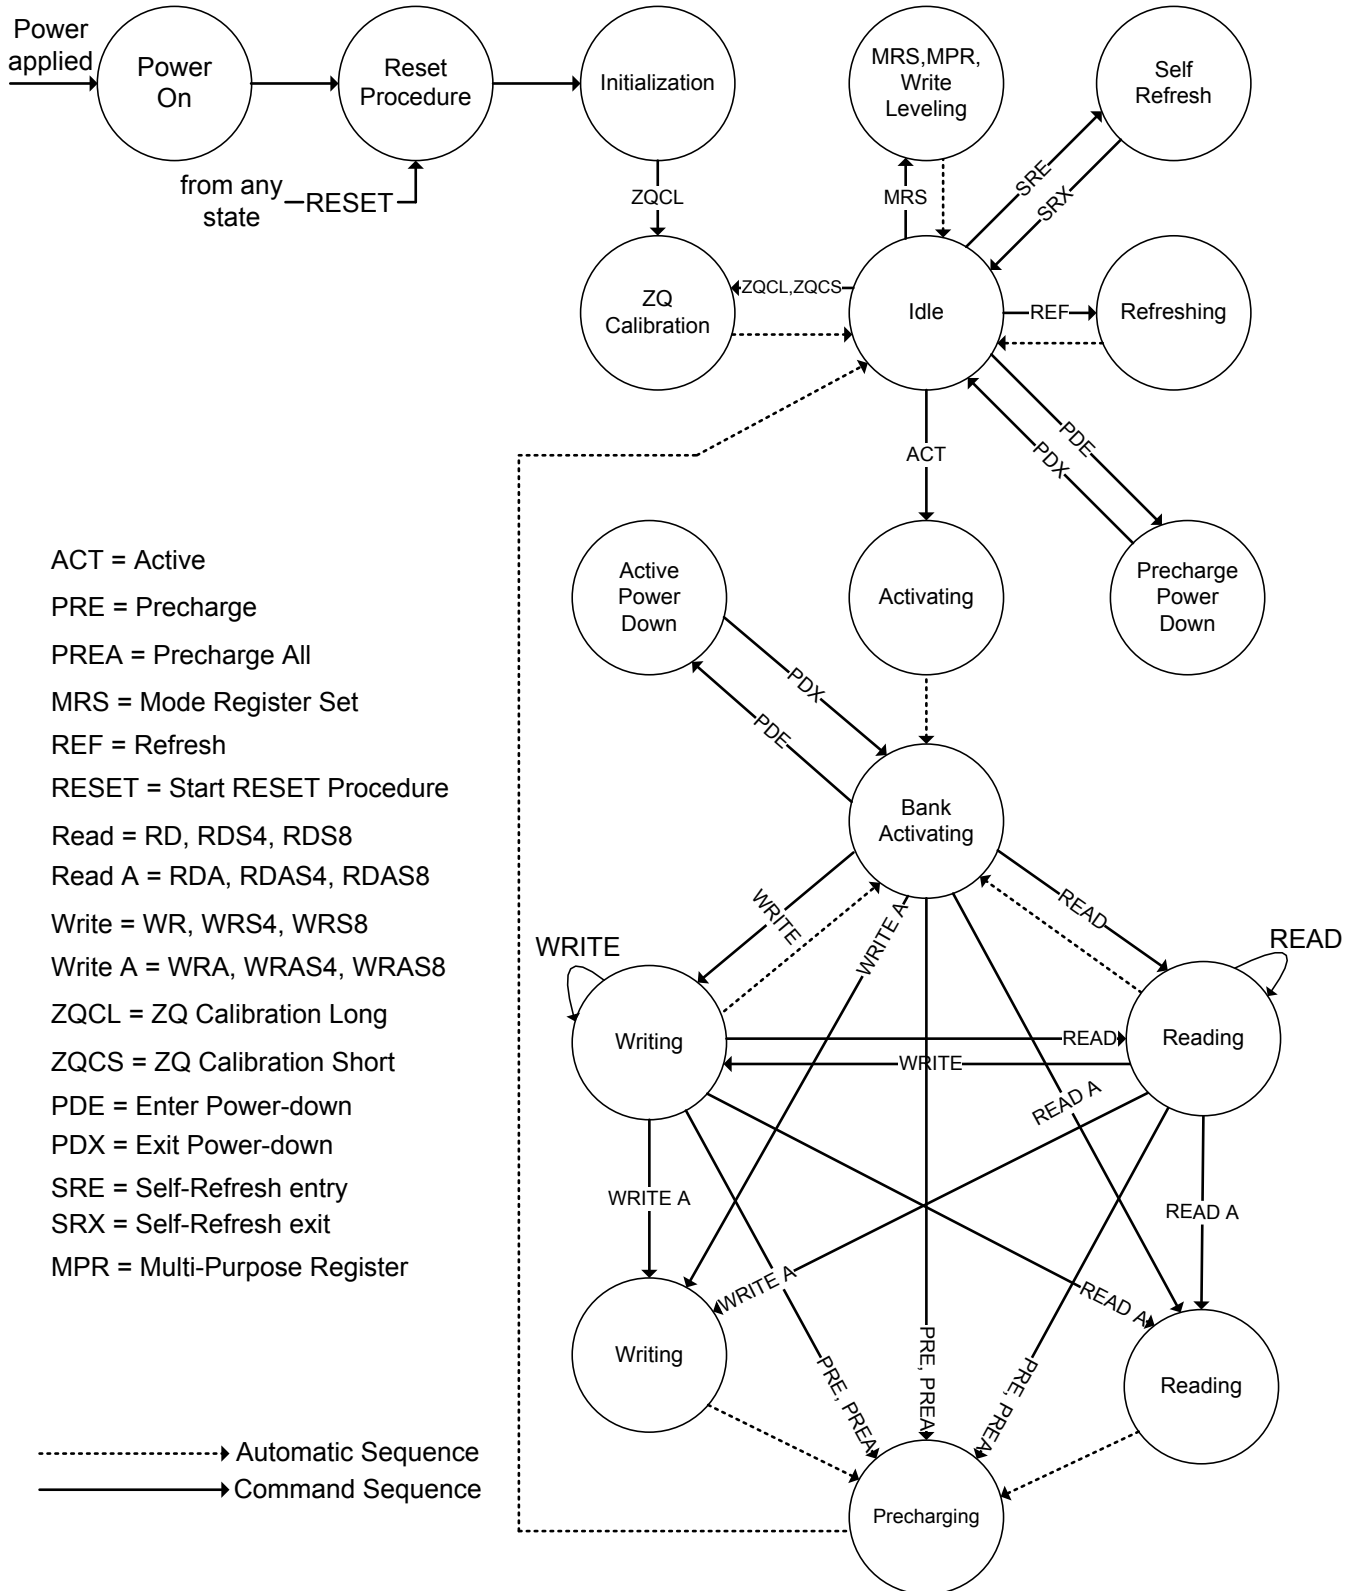 Power
applied
Power
On
Reset
Procedure
Initialization
MRS,MPR,
Write
Leveling
Self
Refresh
from any
state
RESET
ZQCL
MRS
SRE
SRX
ZQ
Calibration
ZQCL,ZQCS
Idle
REF
Refreshing
ACT
PDE
PDX
Active
Power
Down
Activating
Precharge
Power
Down
PDX
PDE
Bank
Activating
WRITE
WRITE
WRITE A
READ
READ
Writing
READ
WRITE
Reading
READ A
WRITE A
READ A
WRITE A
READ A
Writing
PRE, PREA
PRE, PREA
PRE, PREA
Reading
Precharging
ACT = Active
PRE = Precharge
PREA = Precharge All
MRS = Mode Register Set
REF = Refresh
RESET = Start RESET Procedure
Read = RD, RDS4, RDS8
Read A = RDA, RDAS4, RDAS8
Write = WR, WRS4, WRS8
Write A = WRA, WRAS4, WRAS8
ZQCL = ZQ Calibration Long
ZQCS = ZQ Calibration Short
PDE = Enter Power-down
PDX = Exit Power-down
SRE = Self-Refresh entry
SRX = Self-Refresh exit
MPR = Multi-Purpose Register
Automatic Sequence
Command Sequence